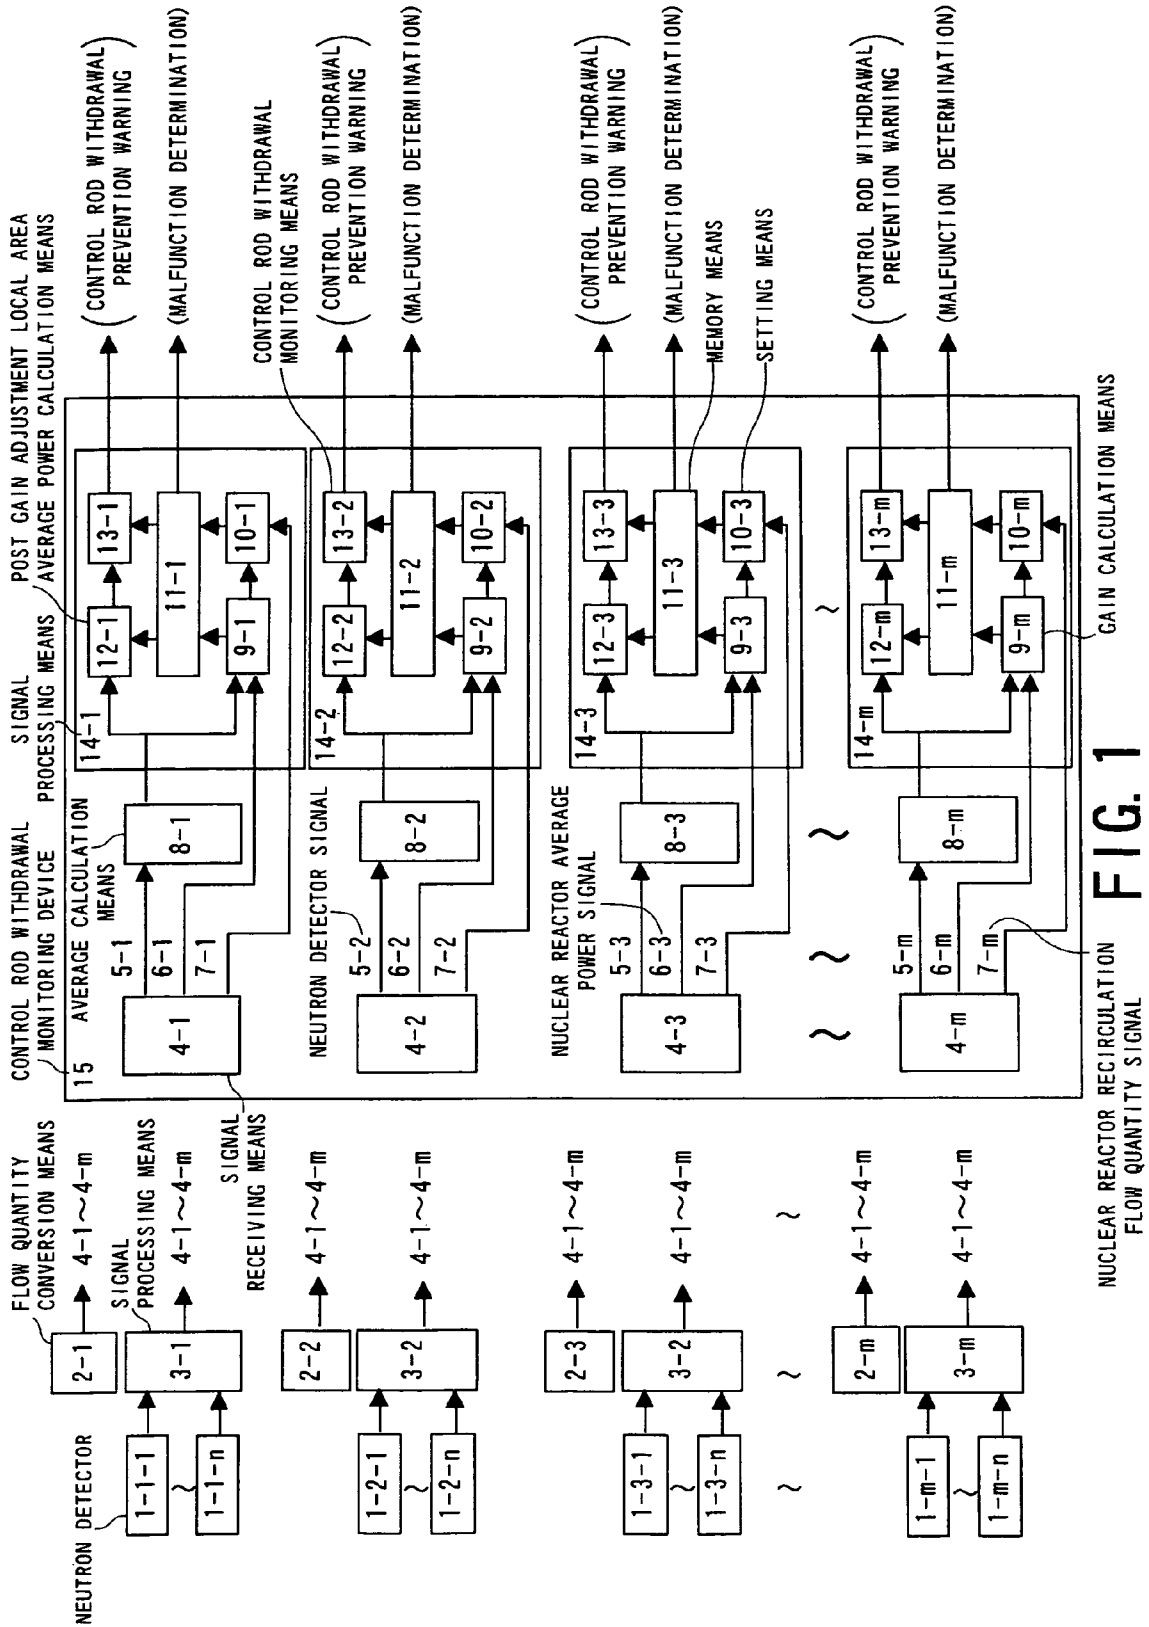 FLOW QUANTITY
CONVERSION MEANS
CONTROL ROD WITHDRAWAL
MONITORING DEVICE
SIGNAL
PROCESSING MEANS
POST GAIN ADJUSTMENT LOCAL AREA
AVERAGE POWER CALCULATION MEANS
NEUTRON DETECTOR
2-1
4-1~4-m
15
AVERAGE CALCULATION
MEANS
14-1
12-1
13-1
(CONTROL ROD WITHDRAWAL
PREVENTION WARNING)
SIGNAL
PROCESSING MEANS
1-1-1
~
1-1-n
3-1
4-1~4-m
4-1
5-1
6-1
7-1
8-1
11-1
9-1
10-1
(MALFUNCTION DETERMINATION)
SIGNAL
RECEIVING MEANS
CONTROL ROD WITHDRAWAL
MONITORING MEANS
2-2
4-1~4-m
NEUTRON DETECTOR SIGNAL
14-2
12-2
13-2
(CONTROL ROD WITHDRAWAL
PREVENTION WARNING)
1-2-1
~
1-2-n
3-2
4-1~4-m
4-2
5-2
6-2
7-2
8-2
11-2
9-2
10-2
(MALFUNCTION DETERMINATION)
2-3
4-1~4-m
NUCLEAR REACTOR AVERAGE
POWER SIGNAL
14-3
12-3
13-3
(CONTROL ROD WITHDRAWAL
PREVENTION WARNING)
1-3-1
~
1-3-n
3-2
4-1~4-m
4-3
5-3
6-3
7-3
8-3
11-3
9-3
10-3
(MALFUNCTION DETERMINATION)
MEMORY MEANS
SETTING MEANS
~ ~ ~ ~ ~ ~ ~
2-m
4-1~4-m
14-m
12-m
13-m
(CONTROL ROD WITHDRAWAL
PREVENTION WARNING)
1-m-1
~
1-m-n
3-m
4-1~4-m
4-m
5-m
6-m
7-m
8-m
11-m
9-m
10-m
(MALFUNCTION DETERMINATION)
NUCLEAR REACTOR RECIRCULATION
FLOW QUANTITY SIGNAL
GAIN CALCULATION MEANS
FIG. 1